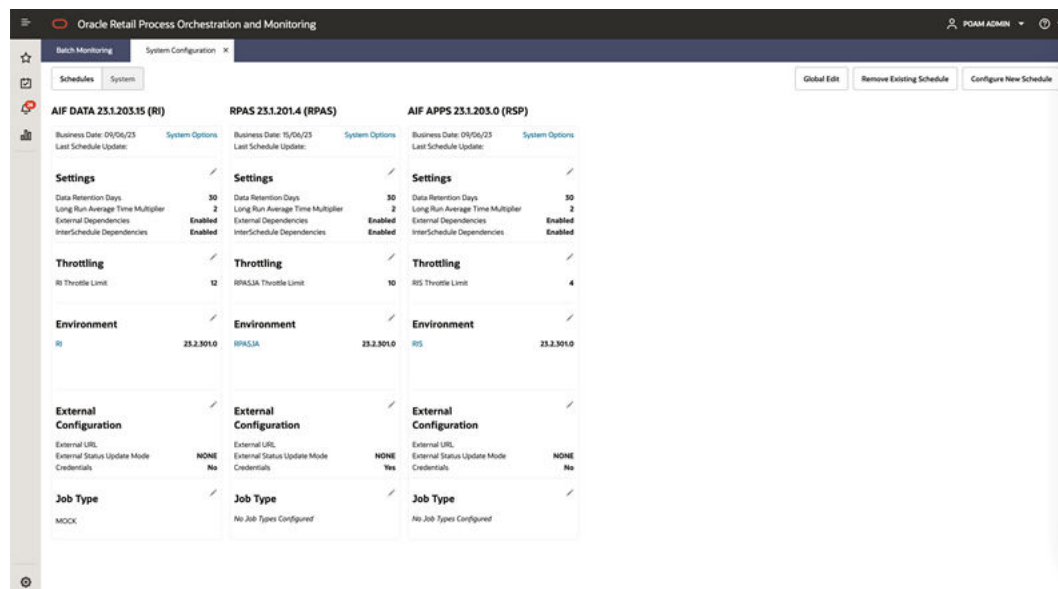 Oracle Retail Process Orchestration and Monitoring
POAM ADMIN
Batch Monitoring
System Configuration ×
Schedules
System
Global Edit
Remove Existing Schedule
Configure New Schedule
AIF DATA 23.1.203.15 (RI)
Business Date: 09/06/23 System Options
Last Schedule Update:
Settings
Data Retention Days 30
Long Run Average Time Multiplier 2
External Dependencies Enabled
InterSchedule Dependencies Enabled
Throttling
RI Throttle Limit 12
Environment
RI 23.2.301.0
External
Configuration
External URL
External Status Update Mode NONE
Credentials No
Job Type
MOCK
RPAS 23.1.201.4 (RPAS)
Business Date: 15/06/23 System Options
Last Schedule Update:
Settings
Data Retention Days 30
Long Run Average Time Multiplier 2
External Dependencies Enabled
InterSchedule Dependencies Enabled
Throttling
RPASJA Throttle Limit 10
Environment
RPASJA 23.2.301.0
External
Configuration
External URL
External Status Update Mode NONE
Credentials Yes
Job Type
No Job Types Configured
AIF APPS 23.1.203.0 (RSP)
Business Date: 09/06/23 System Options
Last Schedule Update:
Settings
Data Retention Days 30
Long Run Average Time Multiplier 2
External Dependencies Enabled
InterSchedule Dependencies Enabled
Throttling
RIS Throttle Limit 4
Environment
RIS 23.2.301.0
External
Configuration
External URL
External Status Update Mode NONE
Credentials No
Job Type
No Job Types Configured